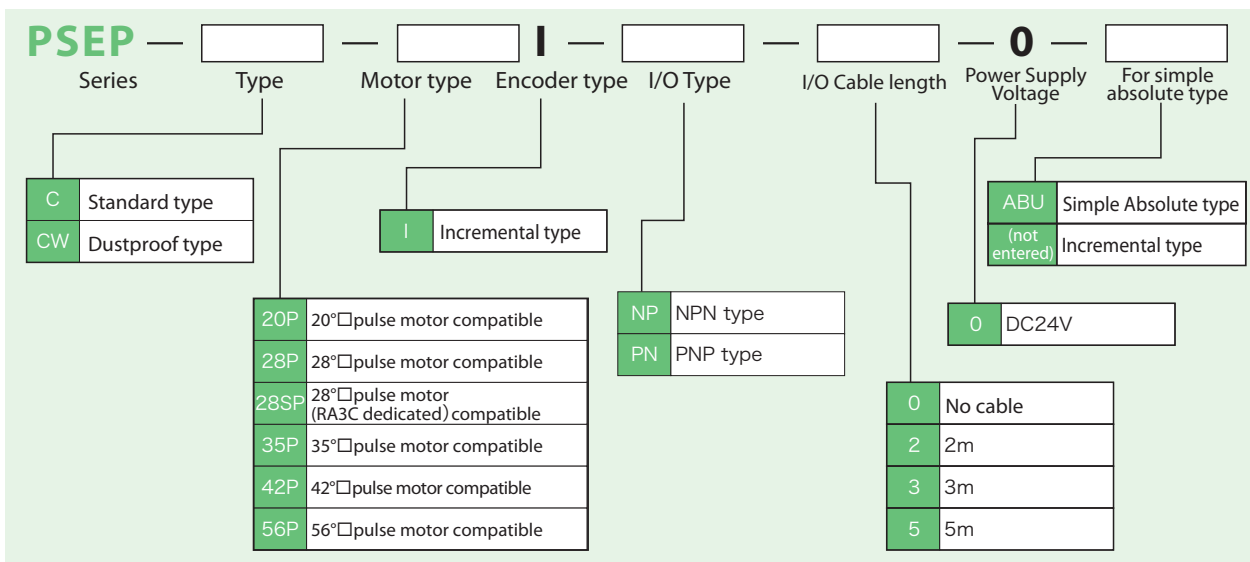 PSEP — — I — — — 0 —
Series
Type
Motor type
Encoder type
I/O Type
I/O Cable length
Power Supply
Voltage
For simple
absolute type
C Standard type
CW Dustproof type
I Incremental type
ABU Simple Absolute type
(not
entered) Incremental type
20P 20°□pulse motor compatible
28P 28°□pulse motor compatible
28SP 28°□pulse motor
(RA3C dedicated) compatible
35P 35°□pulse motor compatible
42P 42°□pulse motor compatible
56P 56°□pulse motor compatible
NP NPN type
PN PNP type
0 DC24V
0 No cable
2 2m
3 3m
5 5m